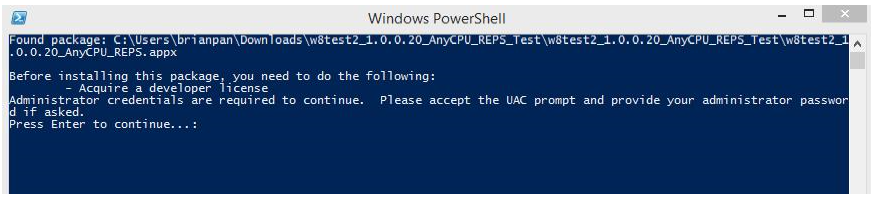 Windows PowerShell
Found package: C:\Users\brianpan\Downloads\w8test2_1.0.0.20_AnyCPU_REPS_Test\w8test2_1.0.0.20_AnyCPU_REPS_Test\w8test2_1
.0.0.20_AnyCPU_REPS.appx
Before installing this package, you need to do the following:
- Acquire a developer license
Administrator credentials are required to continue.  Please accept the UAC prompt and provide your administrator passwor
d if asked.
Press Enter to continue...: